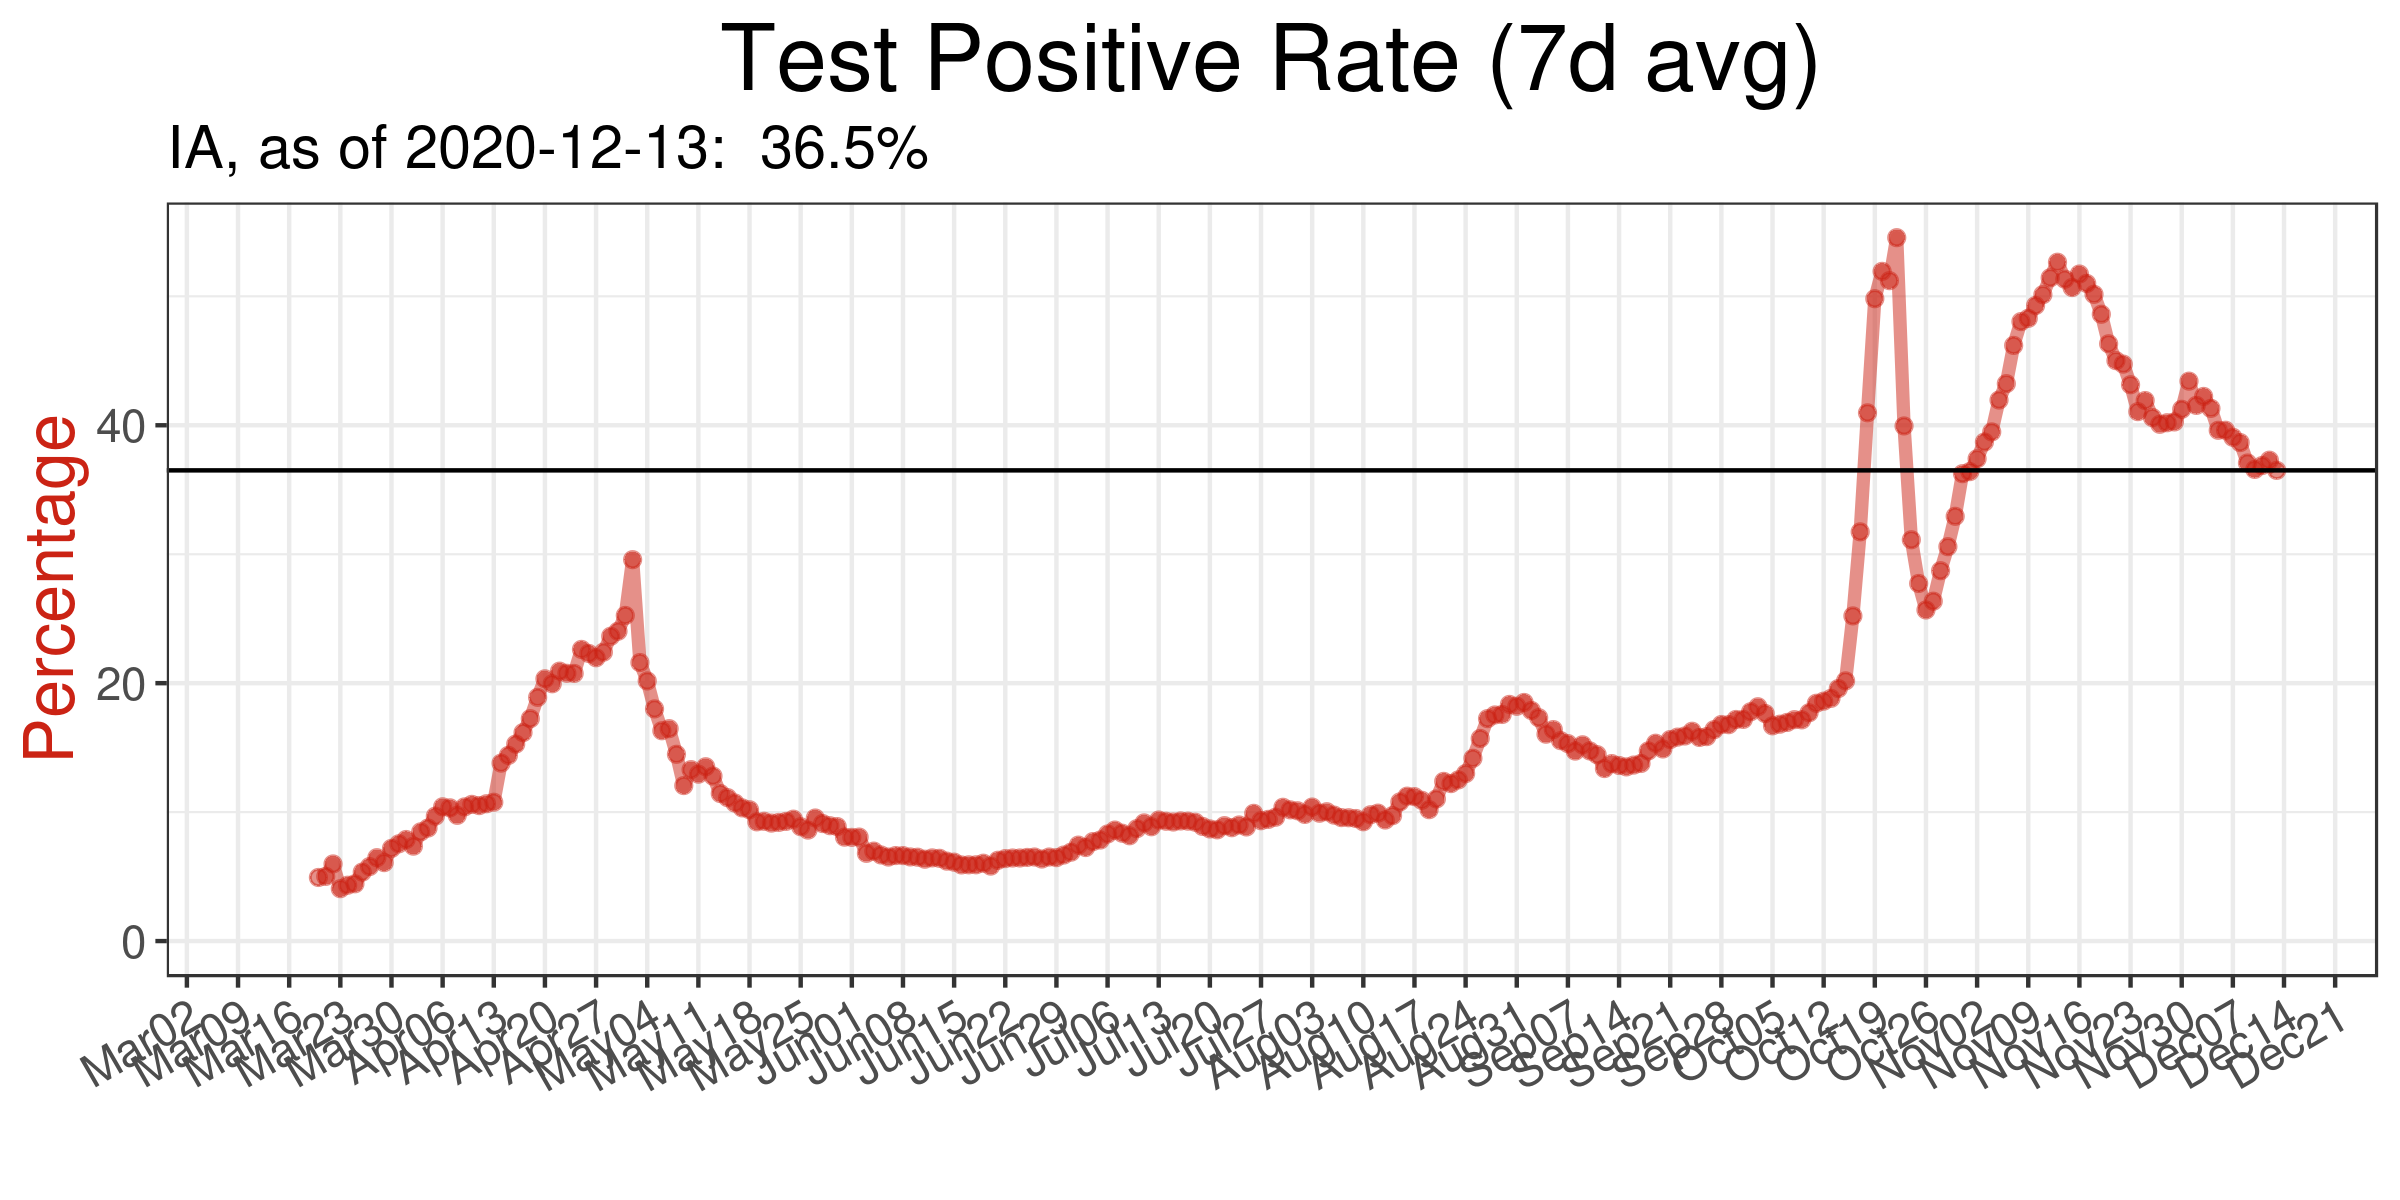 Test Positive Rate (7d avg)
IA, as of 2020-12-13:  36.5%
Percentage
40
20
0
Mar02
Mar09
Mar16
Mar23
Mar30
Apr06
Apr13
Apr20
Apr27
May04
May11
May18
May25
Jun01
Jun08
Jun15
Jun22
Jun29
Jul06
Jul13
Jul20
Jul27
Aug03
Aug10
Aug17
Aug24
Aug31
Sep07
Sep14
Sep21
Sep28
Oct05
Oct12
Oct19
Oct26
Nov02
Nov09
Nov16
Nov23
Nov30
Dec07
Dec14
Dec21